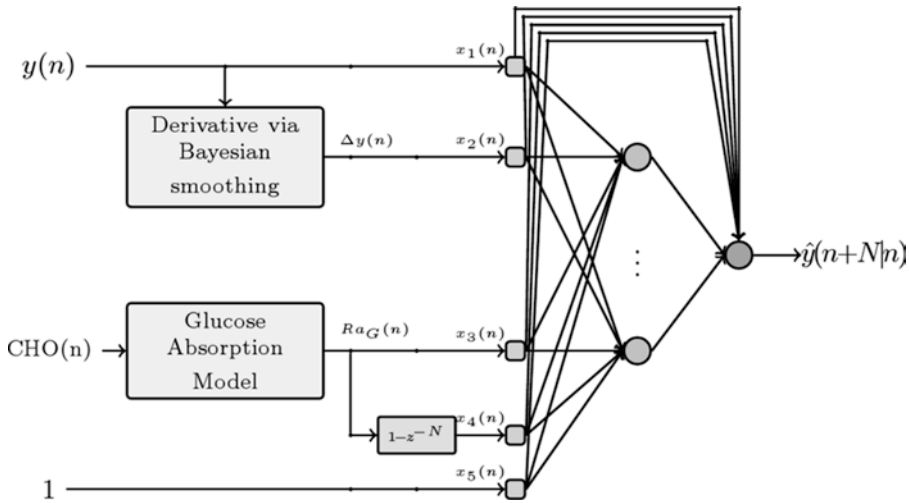 y(n)
x₁(n)
Derivative via
Bayesian
smoothing
Δy(n)
x₂(n)
ŷ(n+N|n)
⋮
CHO(n)
Glucose
Absorption
Model
Ra_G(n)
x₃(n)
1−z^−N
x₄(n)
1
x₅(n)